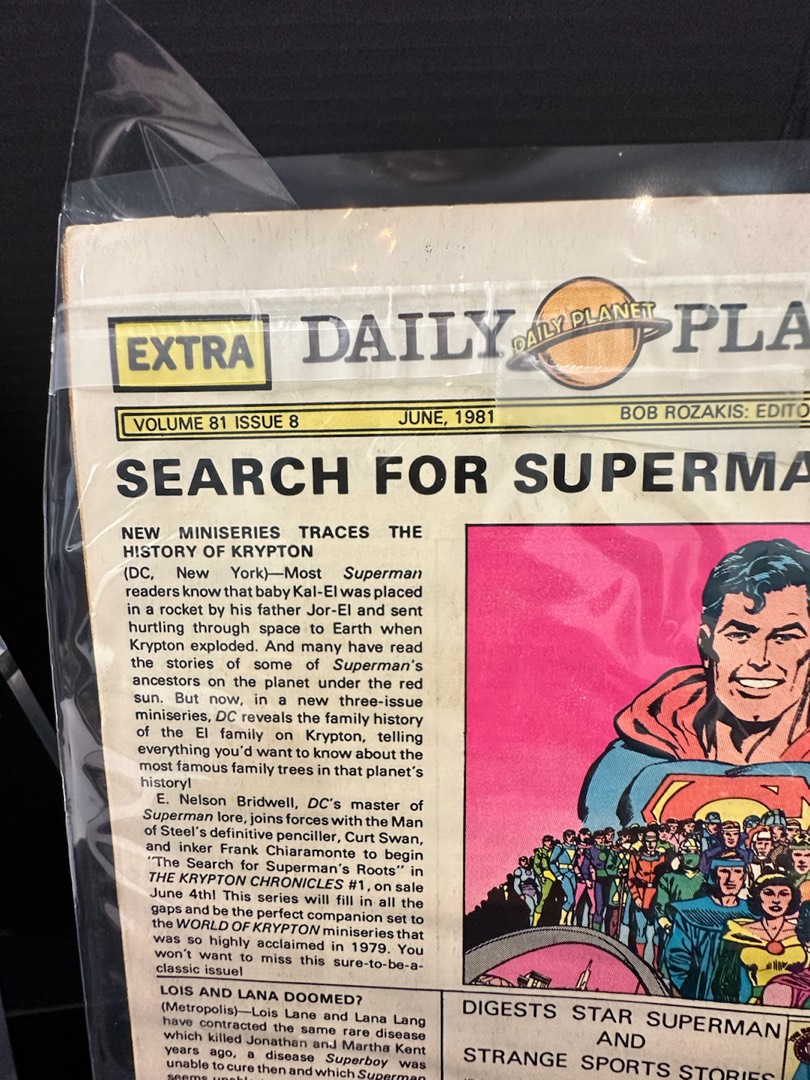 EXTRA DAILY DAILY PLANET PLA
VOLUME 81 ISSUE 8 JUNE, 1981 BOB ROZAKIS: EDITO
SEARCH FOR SUPERMA
NEW MINISERIES TRACES THE
HISTORY OF KRYPTON
(DC, New York)—Most Superman
readers know that baby Kal-El was placed
in a rocket by his father Jor-El and sent
hurtling through space to Earth when
Krypton exploded. And many have read
the stories of some of Superman's
ancestors on the planet under the red
sun. But now, in a new three-issue
miniseries, DC reveals the family history
of the El family on Krypton, telling
everything you'd want to know about the
most famous family trees in that planet's
history!
E. Nelson Bridwell, DC's master of
Superman lore, joins forces with the Man
of Steel's definitive penciller, Curt Swan,
and inker Frank Chiaramonte to begin
"The Search for Superman's Roots" in
THE KRYPTON CHRONICLES #1, on sale
June 4th! This series will fill in all the
gaps and be the perfect companion set to
the WORLD OF KRYPTON miniseries that
was so highly acclaimed in 1979. You
won't want to miss this sure-to-be-a-
classic issue!
LOIS AND LANA DOOMED?
(Metropolis)—Lois Lane and Lana Lang
have contracted the same rare disease
which killed Jonathan and Martha Kent
years ago, a disease Superboy was
unable to cure then and which Superman
DIGESTS STAR SUPERMAN
AND
STRANGE SPORTS STORIES